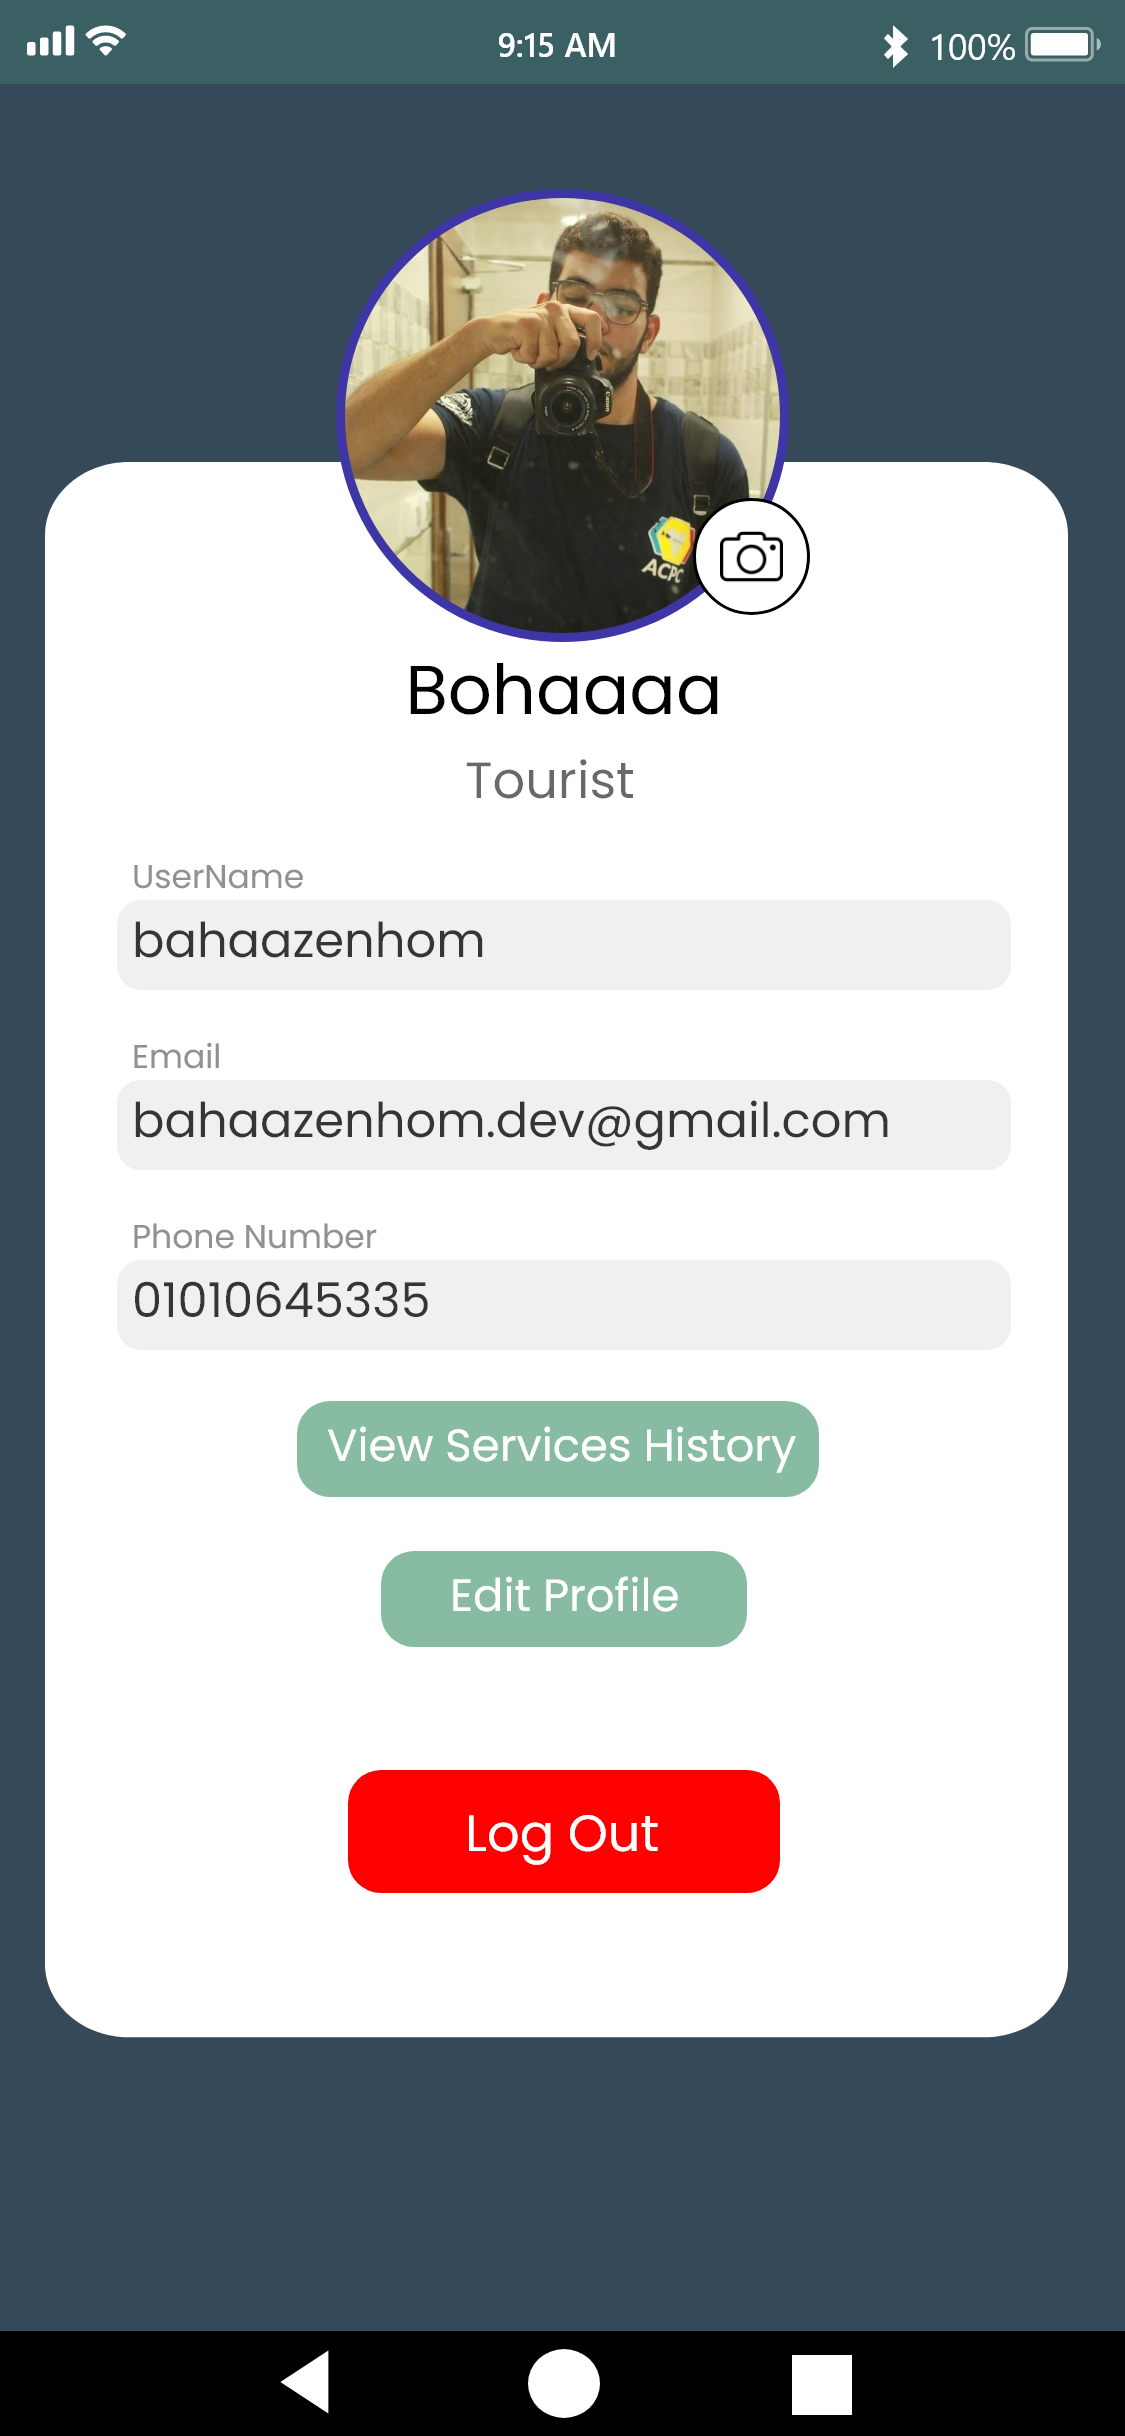 9:15 AM
100%
Canon
ACPC
Bohaaaa
Tourist
UserName
bahaazenhom
Email
bahaazenhom.dev@gmail.com
Phone Number
01010645335
View Services History
Edit Profile
Log Out